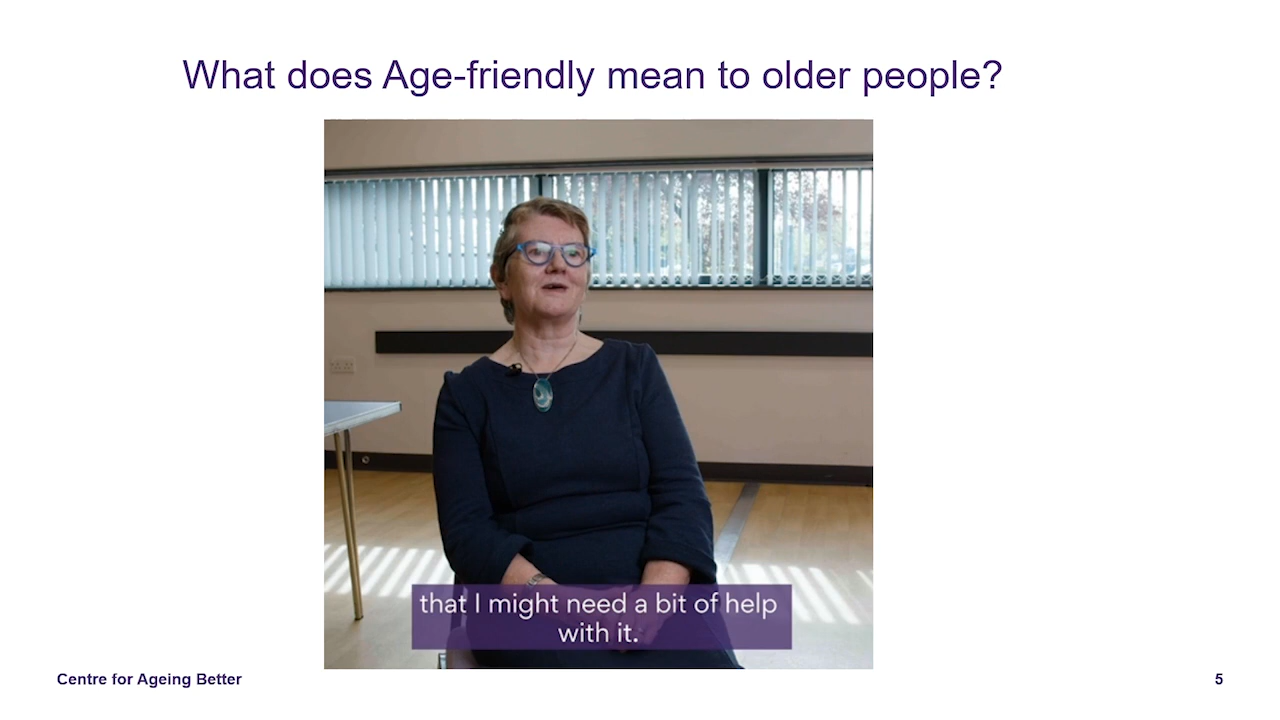 What does Age-friendly mean to older people?
that I might need a bit of help
with it.
Centre for Ageing Better
5